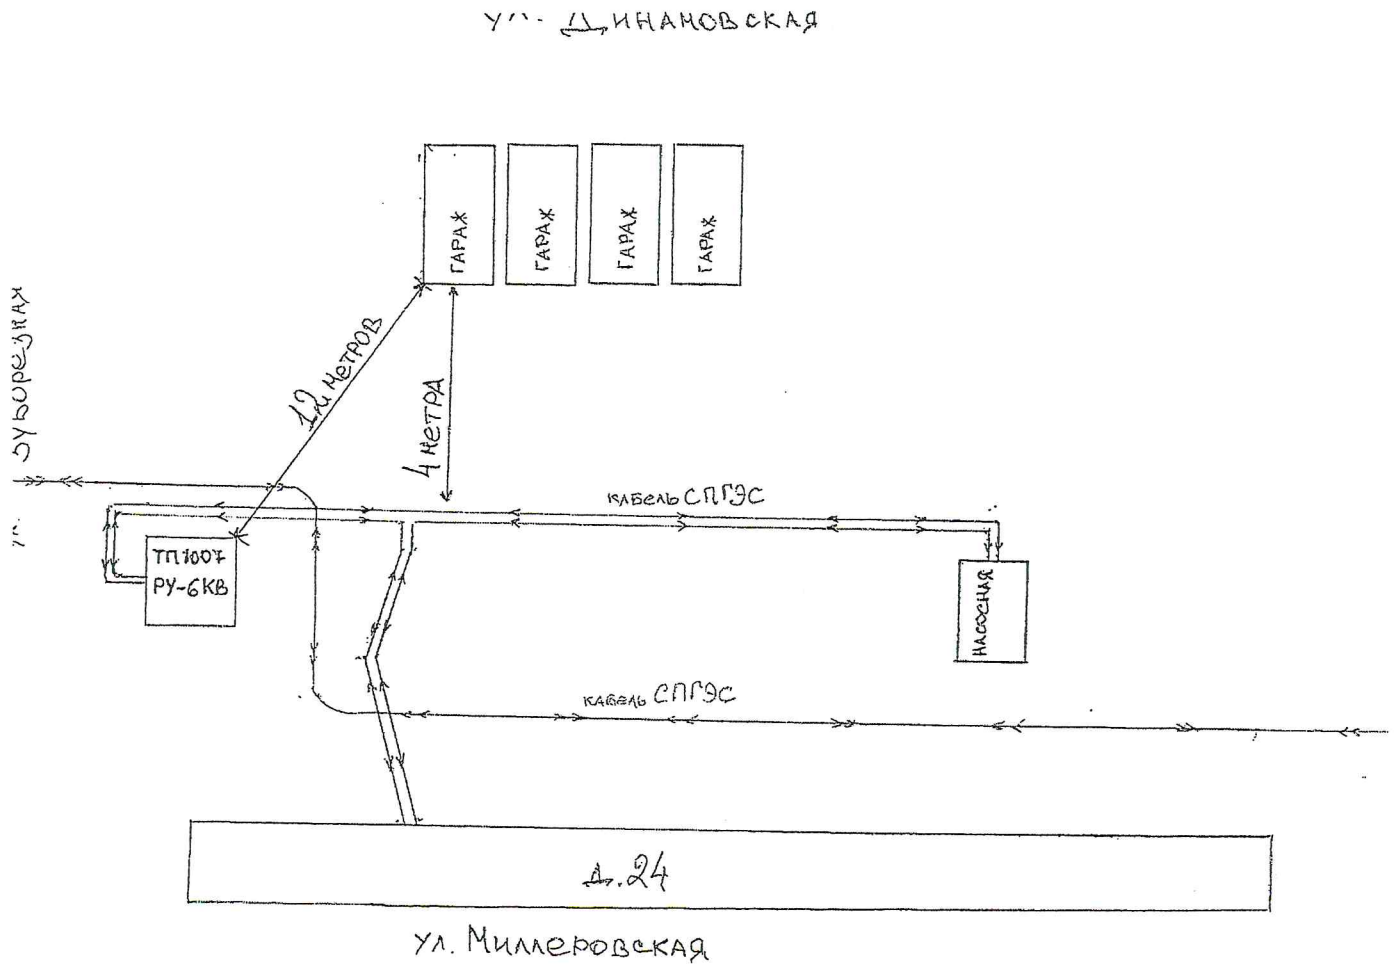 ул. Динамовская
ГАРАЖ
ГАРАЖ
ГАРАЖ
ГАРАЖ
12 метров
4 метра
кабель СПГЭС
ТП 1007
РУ-6КВ
НАСОСНАЯ
кабель СПГЭС
д.24
ул. Миллеровская